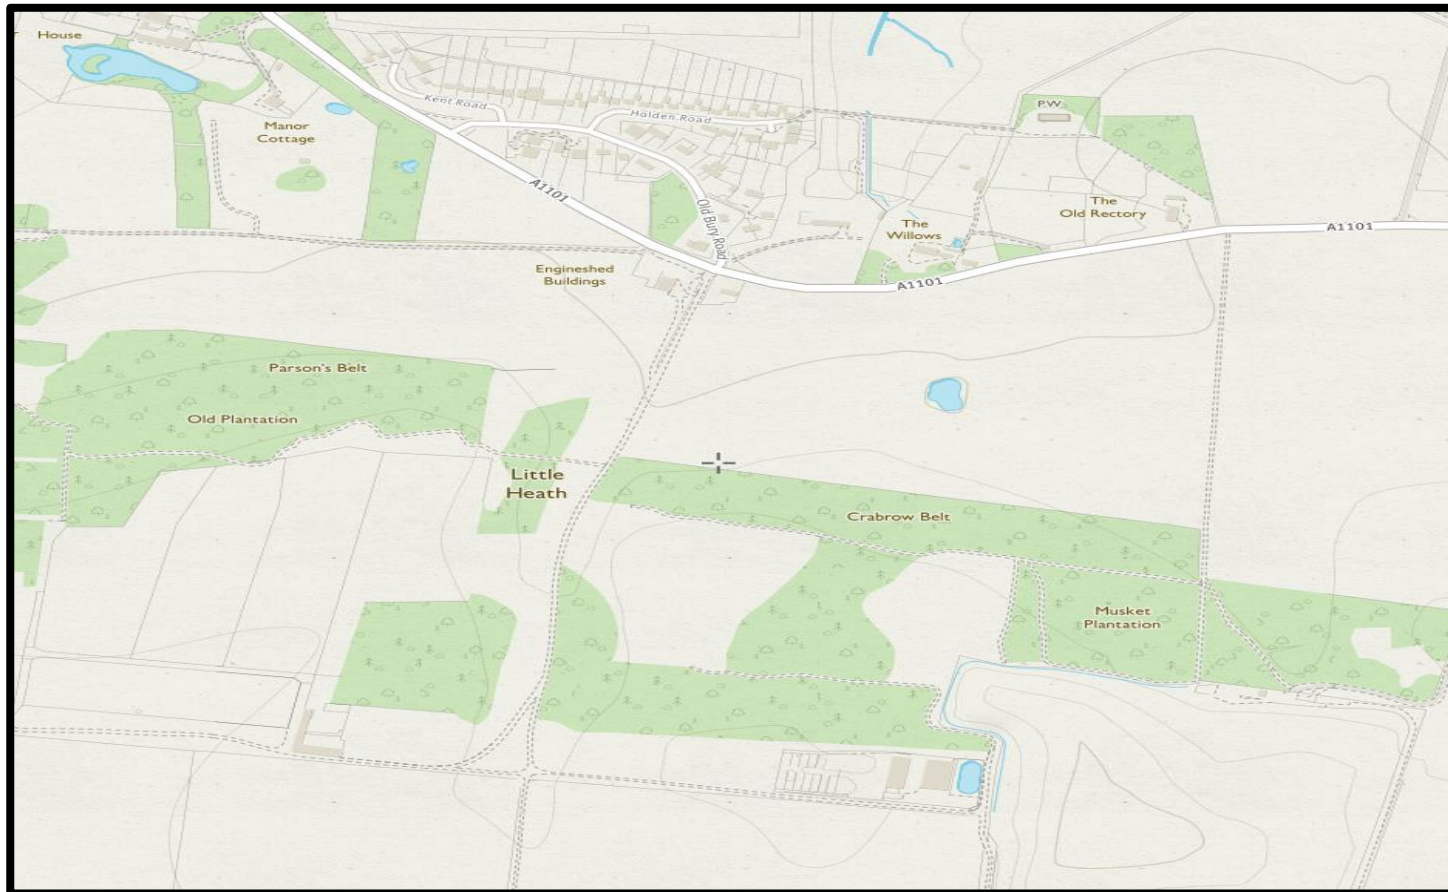 House
Kent Road
Holden Road
P.W.
Manor
Cottage
A1101
Old Bury Road
The
Old Rectory
The
Willows
A1101
Engineshed
Buildings
A1101
Parson's Belt
Old Plantation
Little
Heath
Crabrow Belt
Musket
Plantation